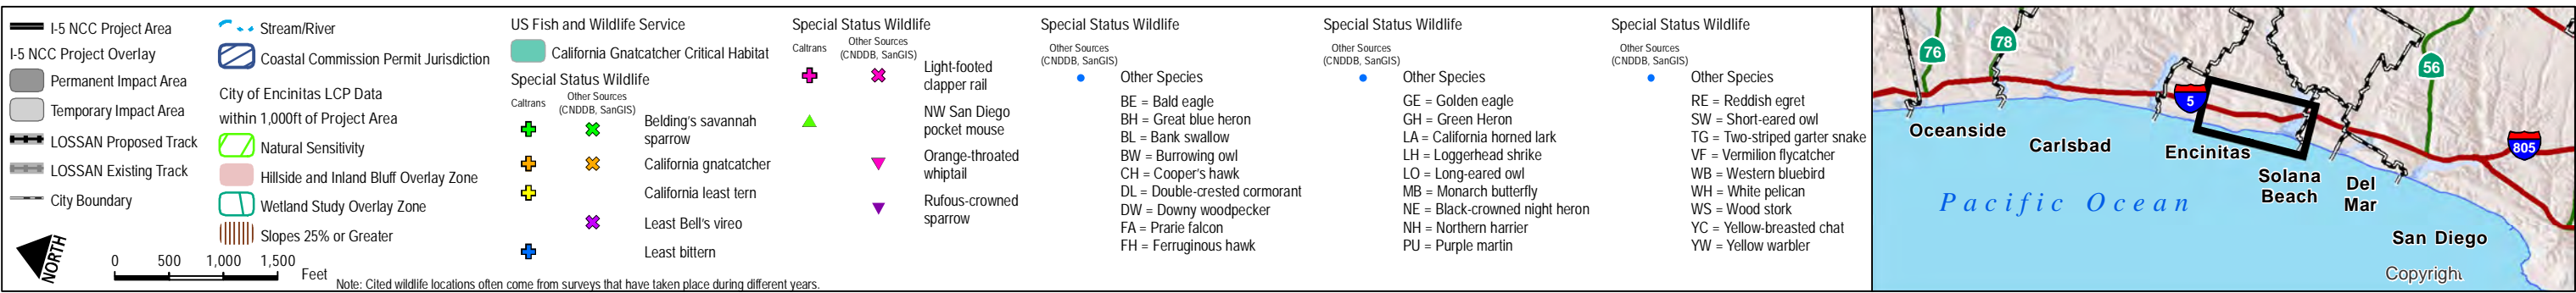 I-5 NCC Project Area
I-5 NCC Project Overlay
Permanent Impact Area
Temporary Impact Area
LOSSAN Proposed Track
LOSSAN Existing Track
City Boundary
NORTH
0 500 1,000 1,500
Feet
Stream/River
Coastal Commission Permit Jurisdiction
City of Encinitas LCP Data
within 1,000ft of Project Area
Natural Sensitivity
Hillside and Inland Bluff Overlay Zone
Wetland Study Overlay Zone
Slopes 25% or Greater
US Fish and Wildlife Service
California Gnatcatcher Critical Habitat
Special Status Wildlife
Caltrans
Other Sources
(CNDDB, SanGIS)
Belding's savannah
sparrow
California gnatcatcher
California least tern
Least Bell's vireo
Least bittern
Note: Cited wildlife locations often come from surveys that have taken place during different years.
Special Status Wildlife
Caltrans
Other Sources
(CNDDB, SanGIS)
Light-footed
clapper rail
NW San Diego
pocket mouse
Orange-throated
whiptail
Rufous-crowned
sparrow
Special Status Wildlife
Other Sources
(CNDDB, SanGIS)
Other Species
BE = Bald eagle
BH = Great blue heron
BL = Bank swallow
BW = Burrowing owl
CH = Cooper's hawk
DL = Double-crested cormorant
DW = Downy woodpecker
FA = Prarie falcon
FH = Ferruginous hawk
Special Status Wildlife
Other Sources
(CNDDB, SanGIS)
Other Species
GE = Golden eagle
GH = Green Heron
LA = California horned lark
LH = Loggerhead shrike
LO = Long-eared owl
MB = Monarch butterfly
NE = Black-crowned night heron
NH = Northern harrier
PU = Purple martin
Special Status Wildlife
Other Sources
(CNDDB, SanGIS)
Other Species
RE = Reddish egret
SW = Short-eared owl
TG = Two-striped garter snake
VF = Vermilion flycatcher
WB = Western bluebird
WH = White pelican
WS = Wood stork
YC = Yellow-breasted chat
YW = Yellow warbler
76
78
56
5
805
Oceanside
Carlsbad
Encinitas
Solana
Beach
Del
Mar
Pacific Ocean
San Diego
Copyright